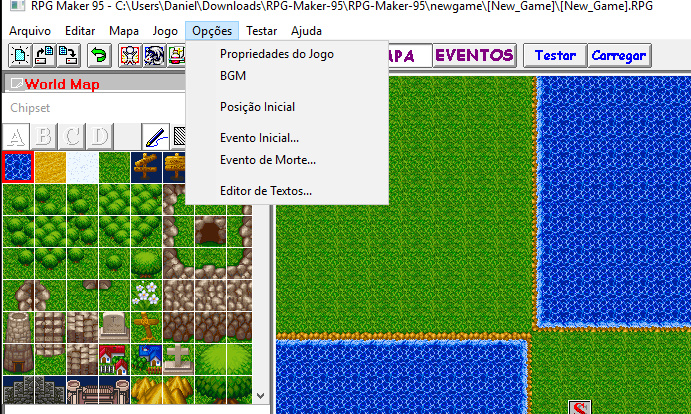 RPG Maker 95 - C:\Users\Daniel\Downloads\RPG-Maker-95\RPG-Maker-95\newgame\[New_Game]\[New_Game].RPG
Arquivo Editar Mapa Jogo Opções Testar Ajuda
APA EVENTOS Testar Carregar
World Map
Chipset
A B C D
Propriedades do Jogo
BGM
Posição Inicial
Evento Inicial...
Evento de Morte...
Editor de Textos...
S